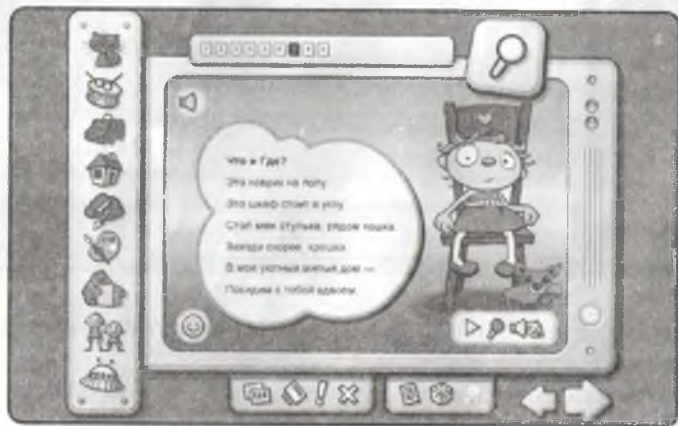 Что и Где?
Это коврик на полу
Это шкаф стоит в углу
Стол меж стульев, рядом кошка.
Заходи скорее, крошка.
В мой уютный милый дом —
Посидим с тобой вдвоём.